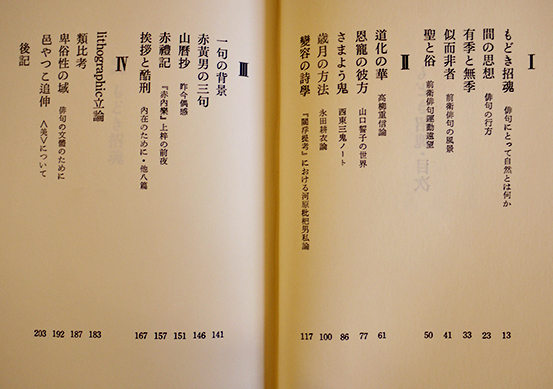 I
もどき招魂　俳句にとって自然とは何か　13
間の思想　俳句の行方　23
有季と無季　33
似而非者　前衛俳句の風景　41
聖と俗　前衛俳句運動遠望　50
II
道化の華　高柳重信論　61
恩寵の彼方　山口誓子の世界　77
さまよう鬼　西東三鬼ノート　86
歳月の方法　永田耕衣論　100
變容の詩學　『閻浮提考』における河原枇杷男私論　117
III
一句の背景　141
赤黃男の三句　146
山暦抄　昨今偶感　151
赤禮記　『赤内樂』上梓の前夜　157
挨拶と酷刑　内在のために・他八篇　167
IV
lithographic立論　183
類比考　187
卑俗性の域　俳句の文體のために　192
邑やつこ追伸　〈美〉について　203
後記